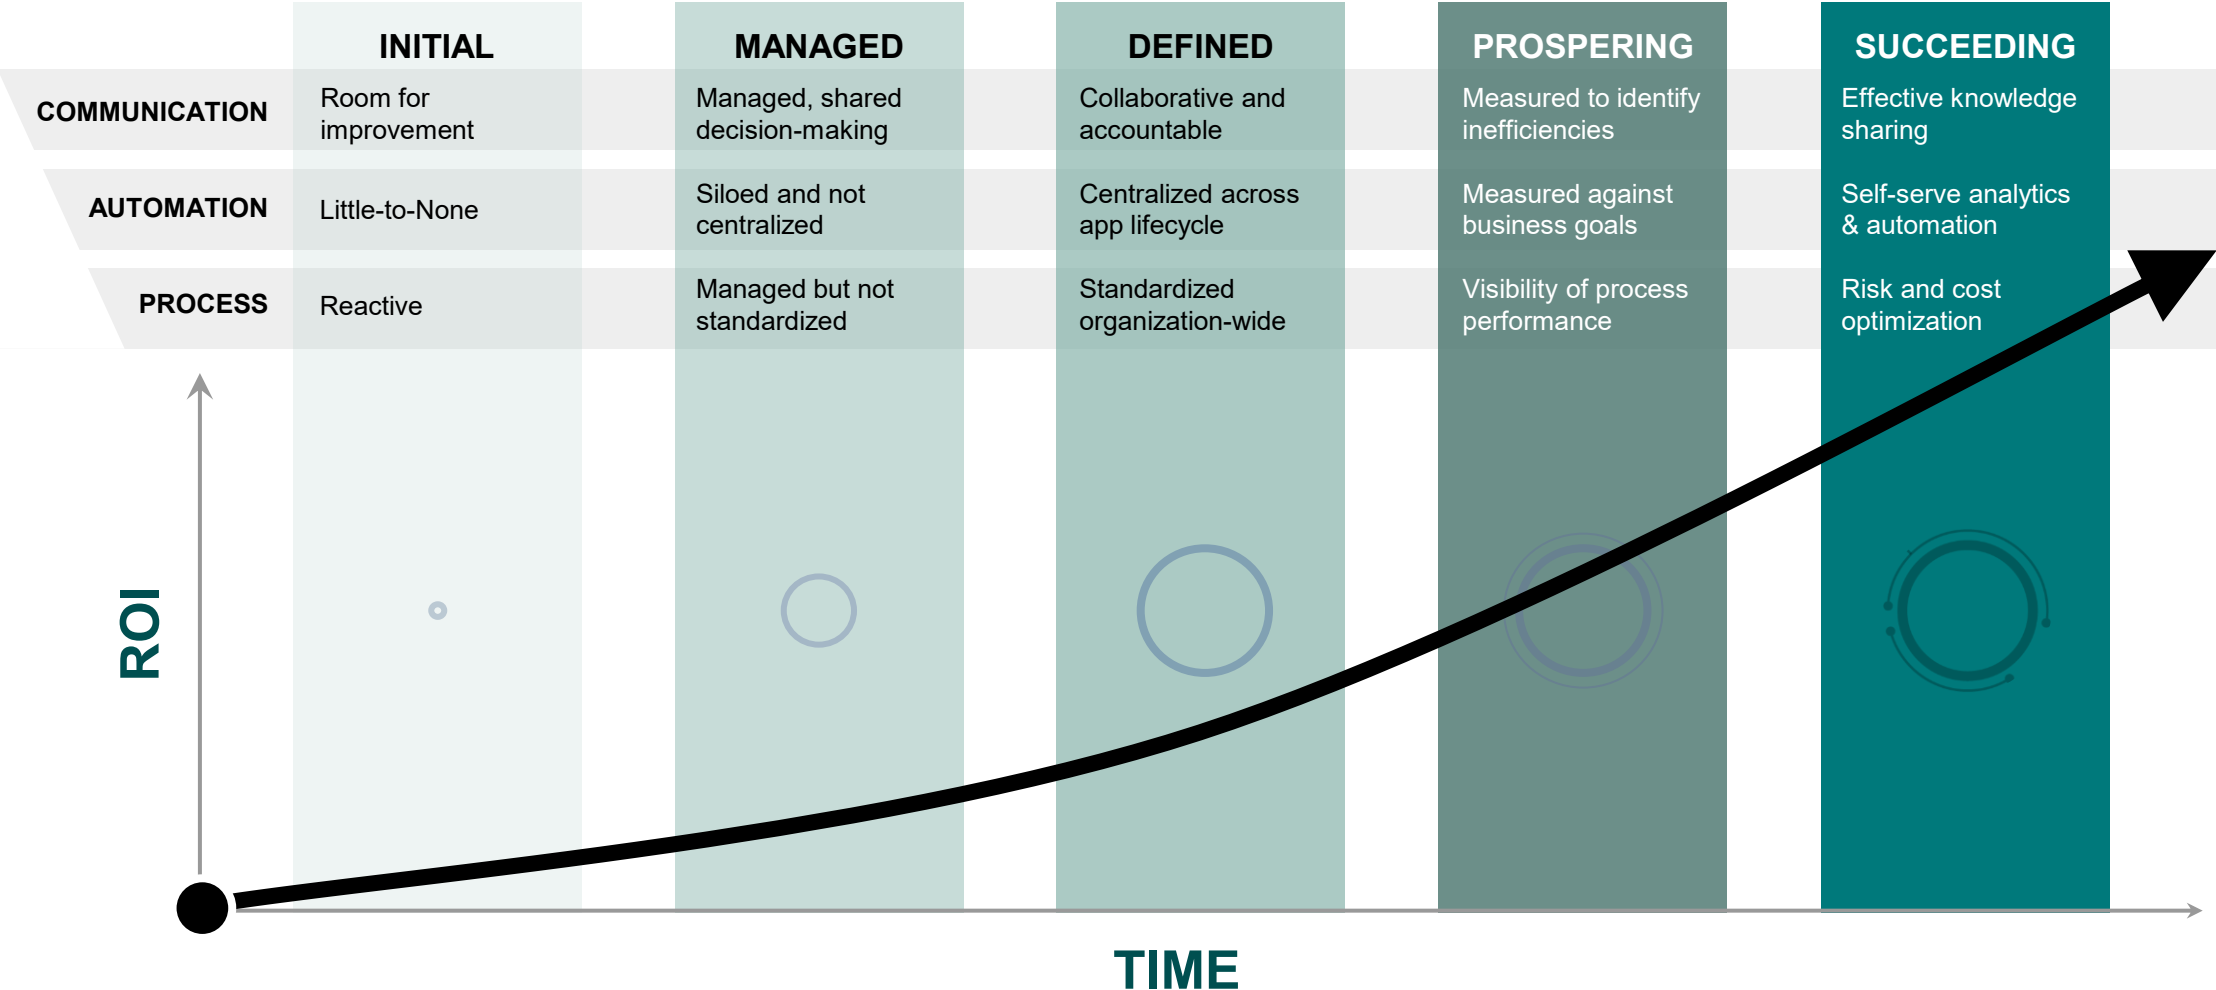 INITIAL
MANAGED
DEFINED
PROSPERING
SUCCEEDING
COMMUNICATION
Room for
improvement
Managed, shared
decision-making
Collaborative and
accountable
Measured to identify
inefficiencies
Effective knowledge
sharing
AUTOMATION
Little-to-None
Siloed and not
centralized
Centralized across
app lifecycle
Measured against
business goals
Self-serve analytics
& automation
PROCESS
Reactive
Managed but not
standardized
Standardized
organization-wide
Visibility of process
performance
Risk and cost
optimization
ROI
TIME